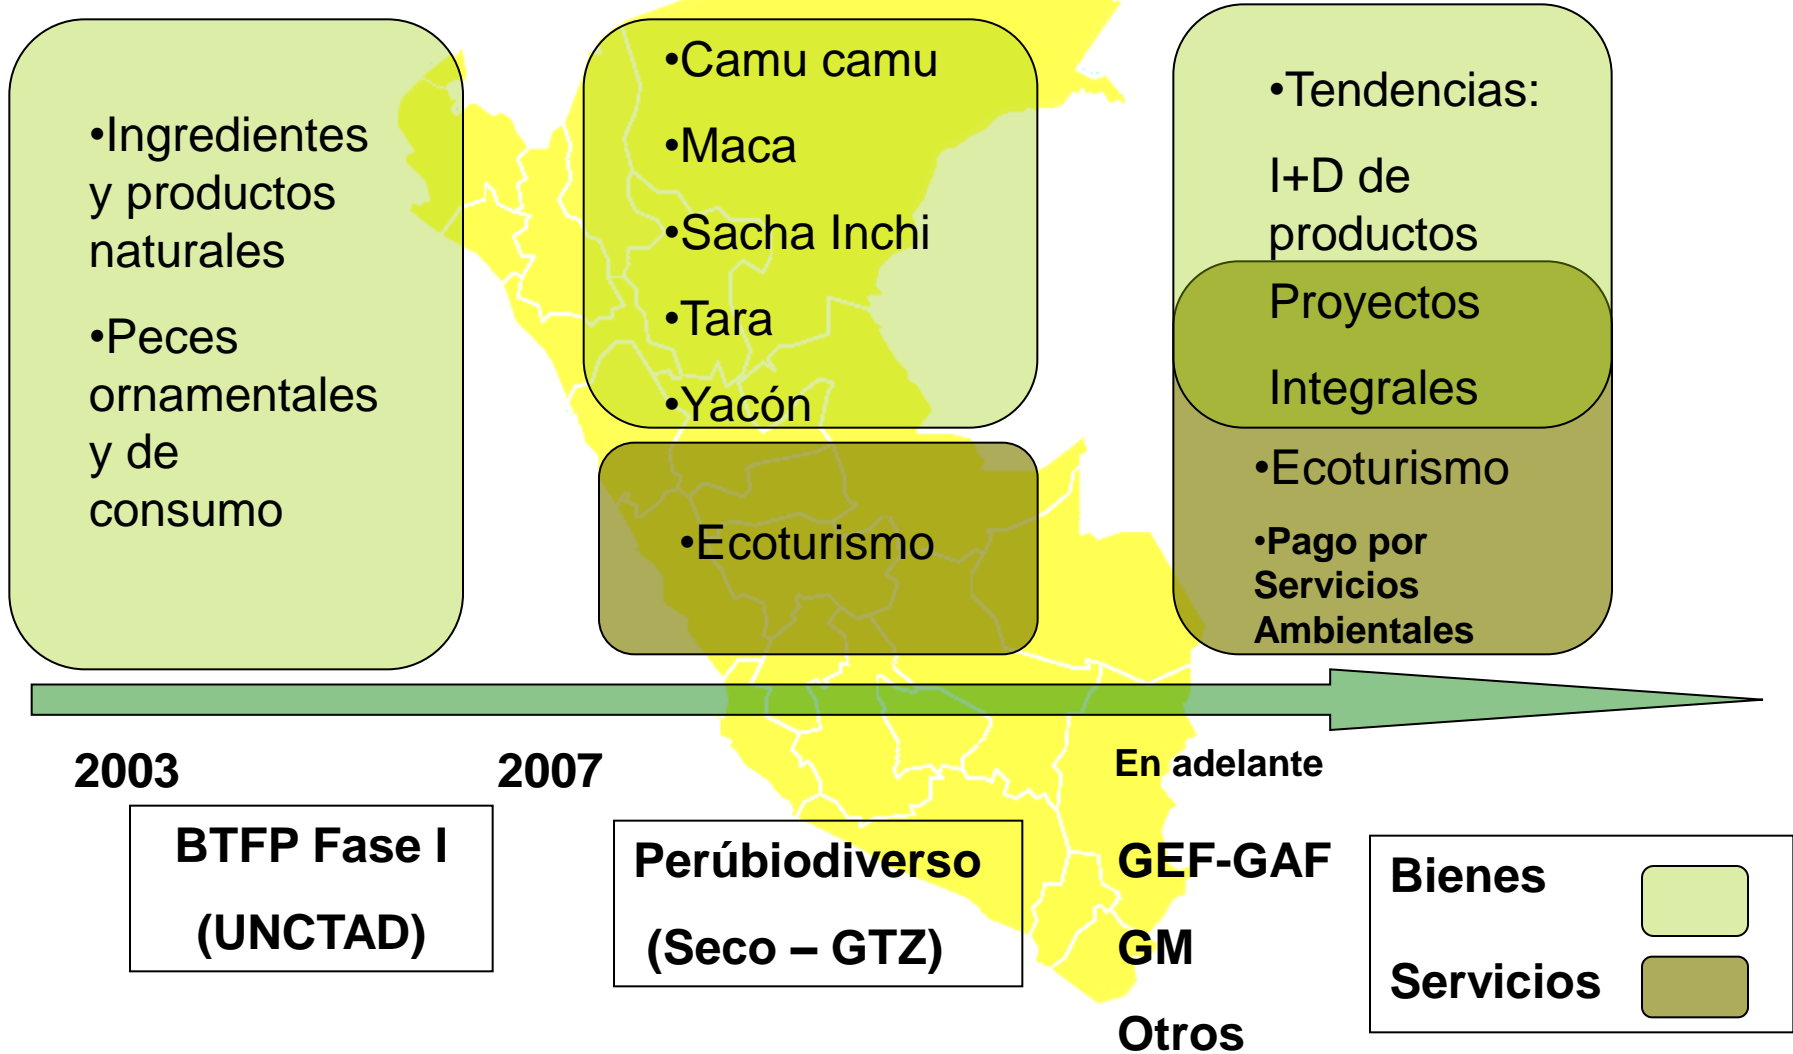 •Ingredientes
y productos
naturales
•Peces
ornamentales
y de
consumo
•Camu camu
•Maca
•Sacha Inchi
•Tara
•Yacón
•Ecoturismo
•Tendencias:
I+D de
productos
Proyectos
Integrales
•Ecoturismo
•Pago por
Servicios
Ambientales
2003
2007
En adelante
BTFP Fase I
(UNCTAD)
Perúbiodiverso
(Seco – GTZ)
GEF-GAF
GM
Otros
Bienes
Servicios